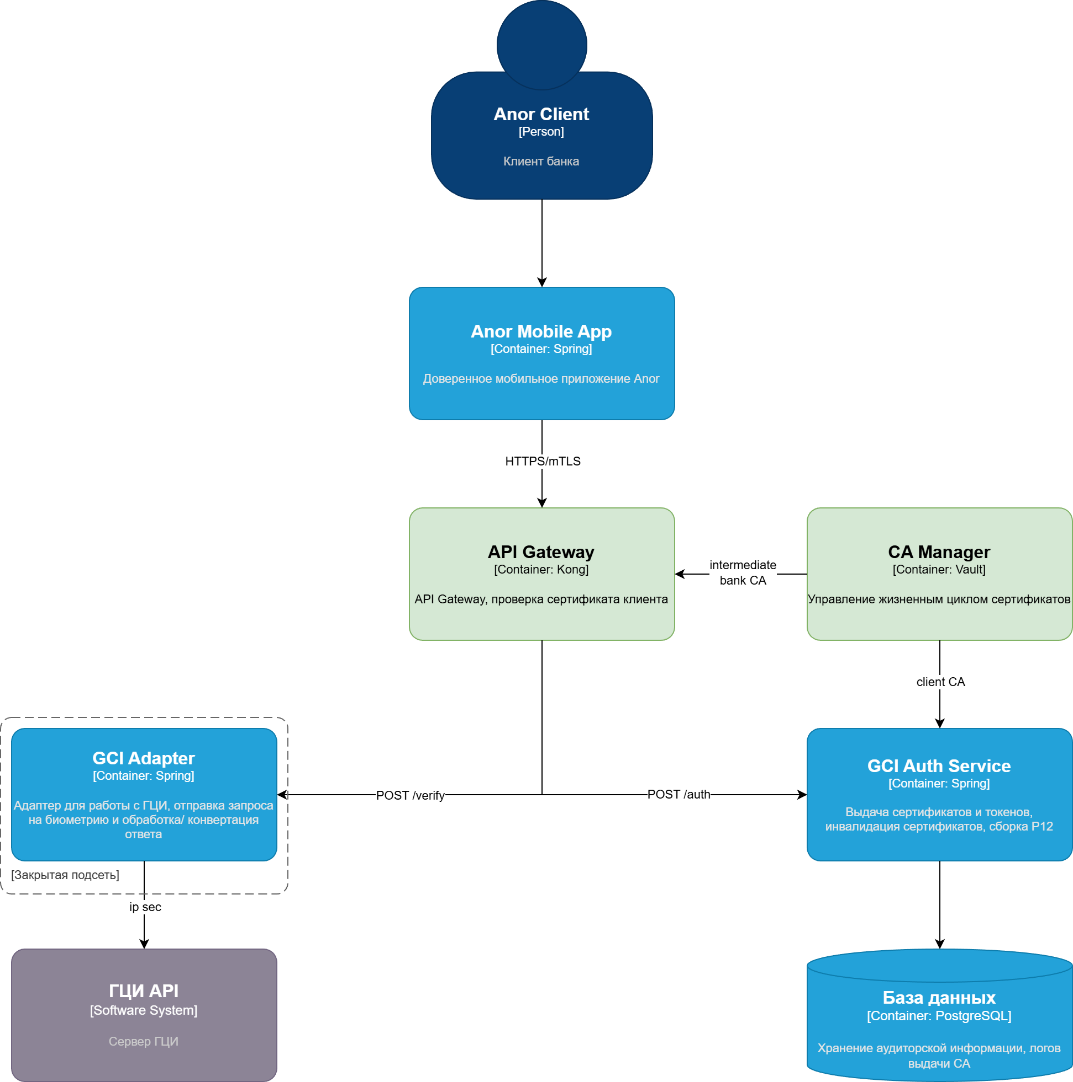 Anor Client
[Person]
Клиент банка
Anor Mobile App
[Container: Spring]
Доверенное мобильное приложение Anor
HTTPS/mTLS
API Gateway
[Container: Kong]
API Gateway, проверка сертификата клиента
intermediate
bank CA
CA Manager
[Container: Vault]
Управление жизненным циклом сертификатов
client CA
GCI Adapter
[Container: Spring]
Адаптер для работы с ГЦИ, отправка запроса
на биометрию и обработка/ конвертация
ответа
[Закрытая подсеть]
POST /verify
POST /auth
GCI Auth Service
[Container: Spring]
Выдача сертификатов и токенов,
инвалидация сертификатов, сборка P12
ip sec
ГЦИ API
[Software System]
Сервер ГЦИ
База данных
[Container: PostgreSQL]
Хранение аудиторской информации, логов
выдачи CA